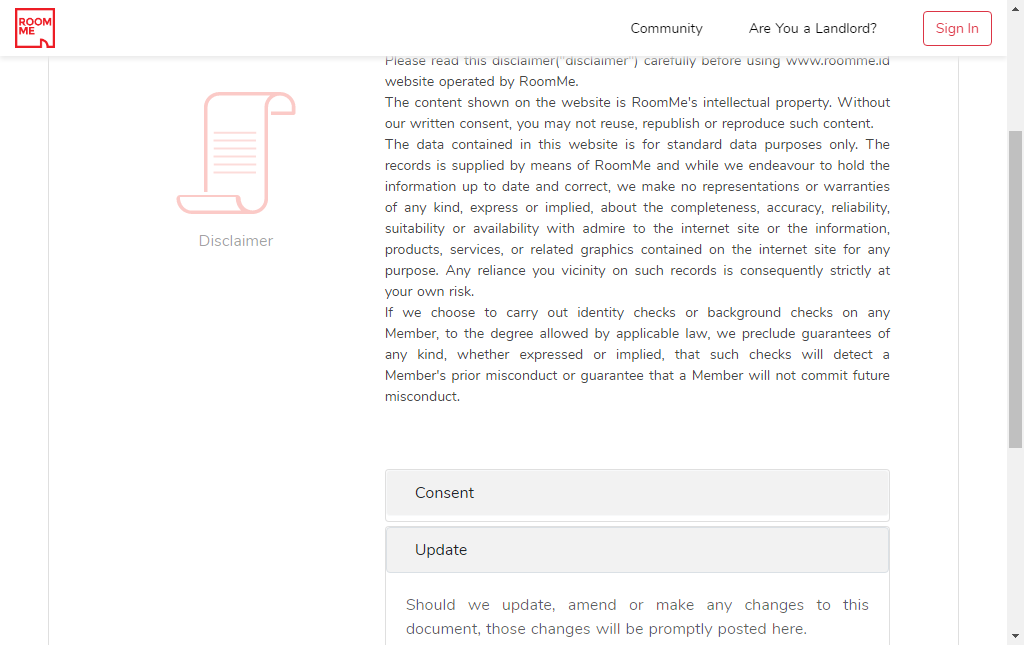 ROOM
ME
Community
Are You a Landlord?
Sign In
Please read this disclaimer("disclaimer") carefully before using www.roomme.id
website operated by RoomMe.
The content shown on the website is RoomMe's intellectual property. Without
our written consent, you may not reuse, republish or reproduce such content.
The data contained in this website is for standard data purposes only. The
records is supplied by means of RoomMe and while we endeavour to hold the
information up to date and correct, we make no representations or warranties
of any kind, express or implied, about the completeness, accuracy, reliability,
suitability or availability with admire to the internet site or the information,
products, services, or related graphics contained on the internet site for any
purpose. Any reliance you vicinity on such records is consequently strictly at
your own risk.
If we choose to carry out identity checks or background checks on any
Member, to the degree allowed by applicable law, we preclude guarantees of
any kind, whether expressed or implied, that such checks will detect a
Member's prior misconduct or guarantee that a Member will not commit future
misconduct.
Disclaimer
Consent
Update
Should we update, amend or make any changes to this
document, those changes will be promptly posted here.